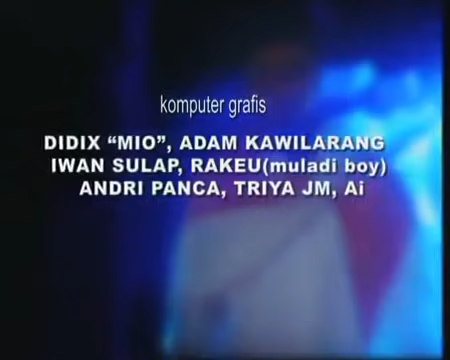 komputer grafis
DIDIX “MIO”, ADAM KAWILARANG
IWAN SULAP, RAKEU(muladi boy)
ANDRI PANCA, TRIYA JM, Ai